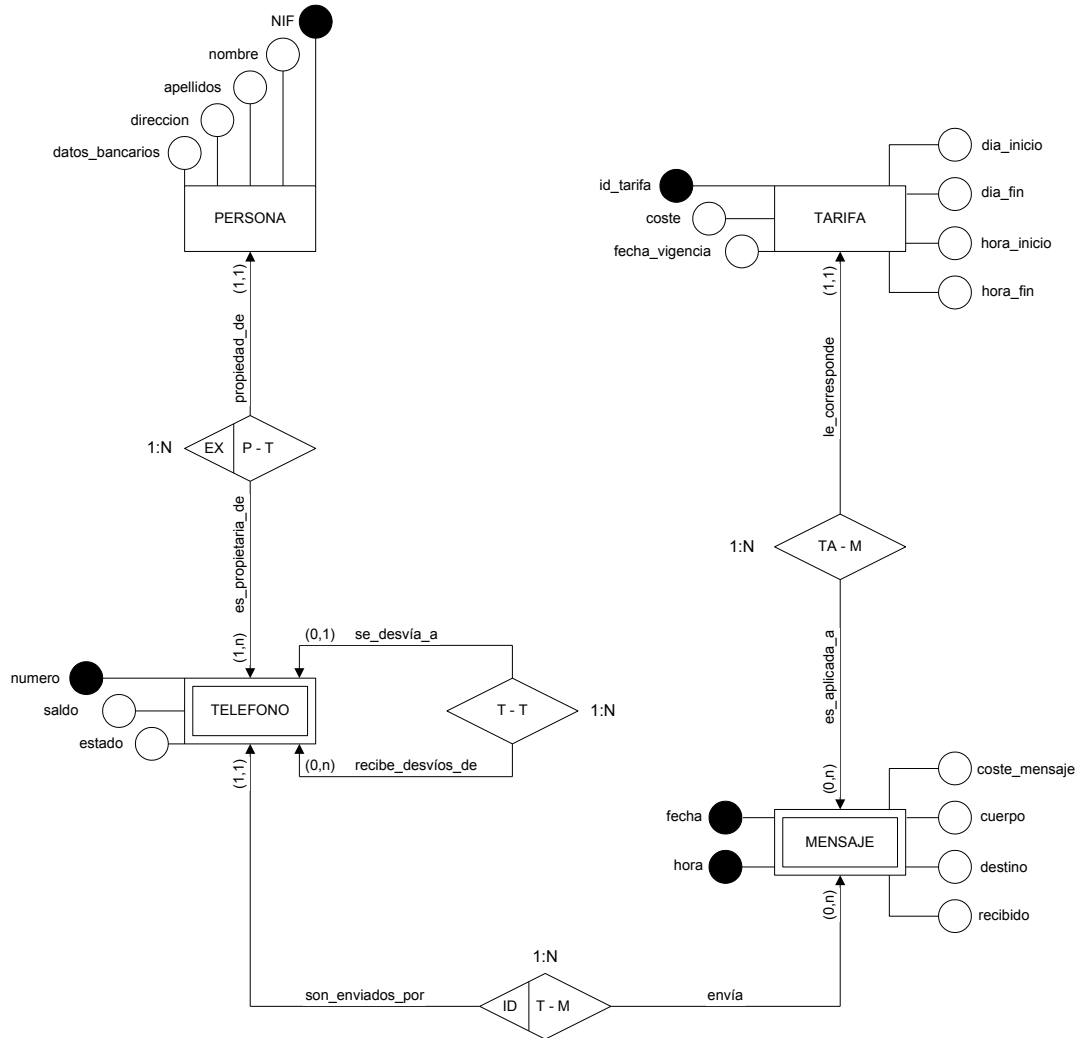 NIF
nombre
apellidos
direccion
datos_bancarios
PERSONA
(1,1)
propiedad_de
1:N
EX
P - T
es_propietaria_de
(1,n)
numero
saldo
estado
TELEFONO
(0,1)
se_desvía_a
T - T
1:N
(0,n)
recibe_desvíos_de
(1,1)
son_enviados_por
1:N
ID
T - M
envía
id_tarifa
coste
fecha_vigencia
TARIFA
dia_inicio
dia_fin
hora_inicio
hora_fin
(1,1)
le_corresponde
1:N
TA - M
es_aplicada_a
(0,n)
fecha
hora
MENSAJE
coste_mensaje
cuerpo
destino
recibido
(0,n)